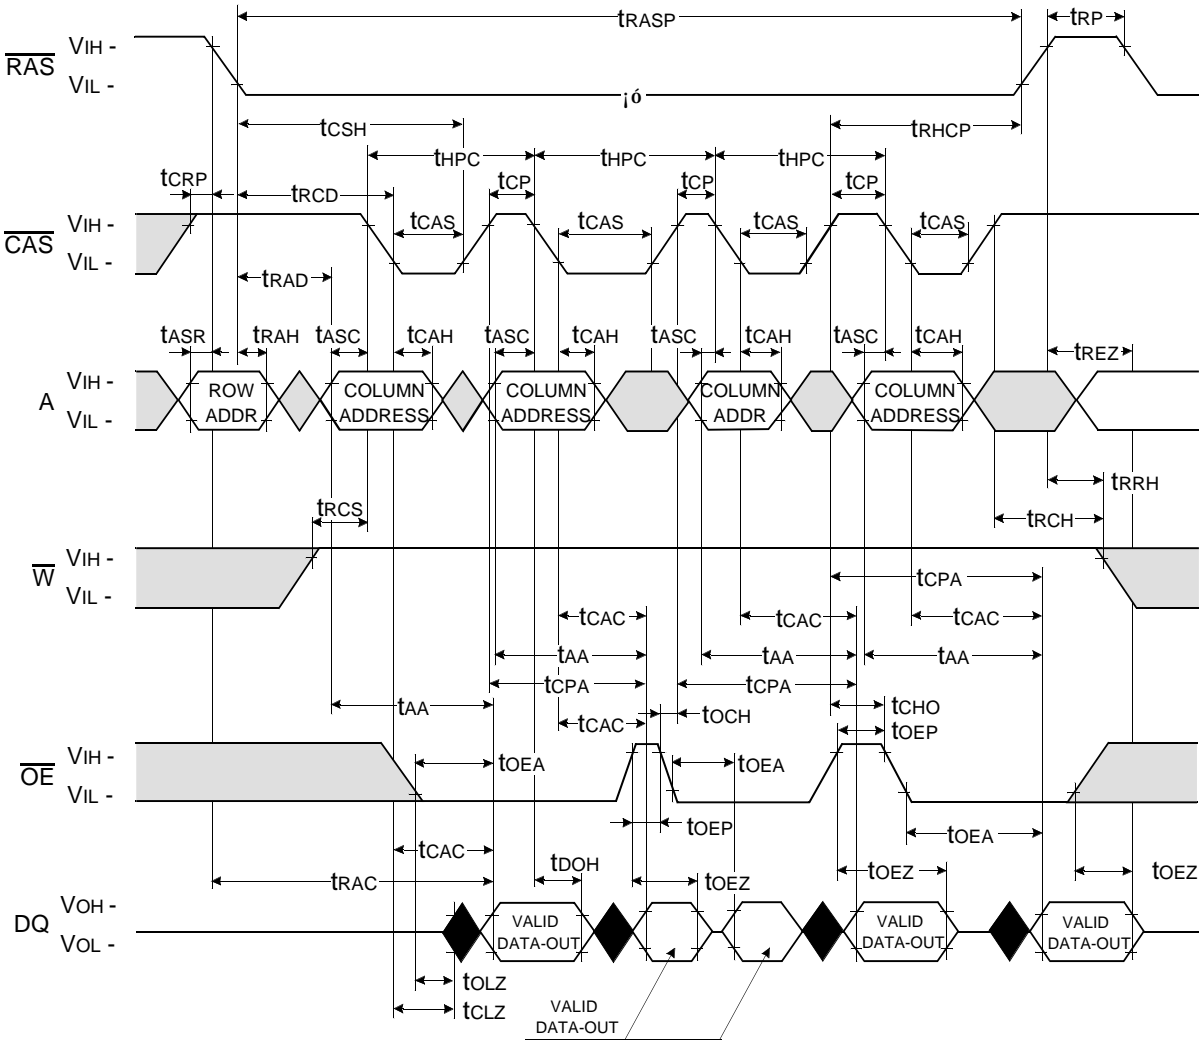 tRASP
tRP
RAS
VIH -
VIL -
¡ó
tCSH
tRHCP
tHPC
tHPC
tHPC
tCRP
tRCD
tCP
tCP
tCP
CAS
VIH -
VIL -
tCAS
tCAS
tCAS
tCAS
tRAD
tASR
tRAH
tASC
tCAH
tASC
tCAH
tASC
tCAH
tASC
tCAH
tREZ
A
VIH -
VIL -
ROW
ADDR
COLUMN
ADDRESS
COLUMN
ADDRESS
COLUMN
ADDR
COLUMN
ADDRESS
tRRH
tRCS
tRCH
W
VIH -
VIL -
tCPA
tCAC
tCAC
tCAC
tAA
tAA
tAA
tCPA
tCPA
tAA
tCAC
tOCH
tCHO
tOEP
OE
VIH -
VIL -
tOEA
tOEA
tOEP
tOEA
tCAC
tDOH
tRAC
tOEZ
tOEZ
tOEZ
DQ
VOH -
VOL -
VALID
DATA-OUT
VALID
DATA-OUT
VALID
DATA-OUT
tOLZ
tCLZ
VALID
DATA-OUT